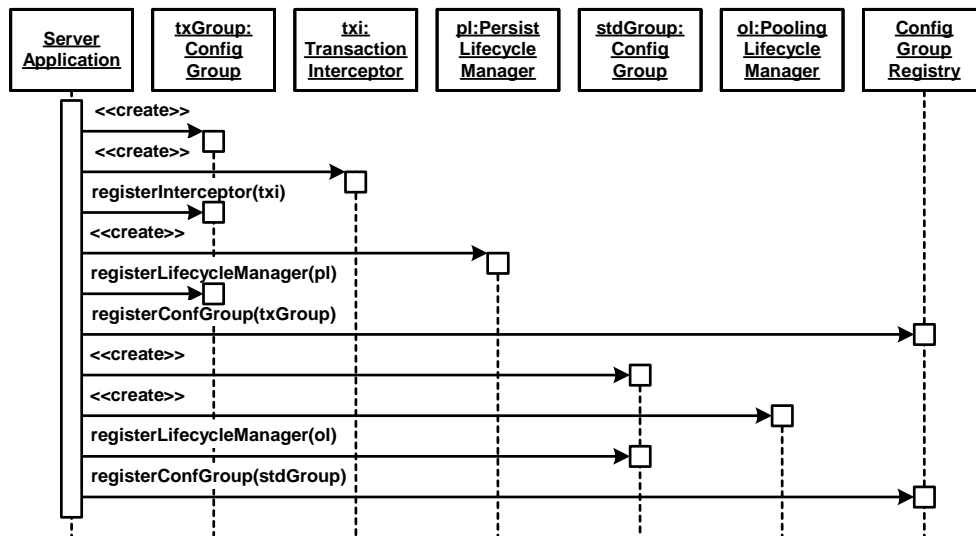 Server
Application
txGroup:
Config
Group
txi:
Transaction
Interceptor
pl:Persist
Lifecycle
Manager
stdGroup:
Config
Group
ol:Pooling
Lifecycle
Manager
Config
Group
Registry
<<create>>
<<create>>
registerInterceptor(txi)
<<create>>
registerLifecycleManager(pl)
registerConfGroup(txGroup)
<<create>>
<<create>>
registerLifecycleManager(ol)
registerConfGroup(stdGroup)